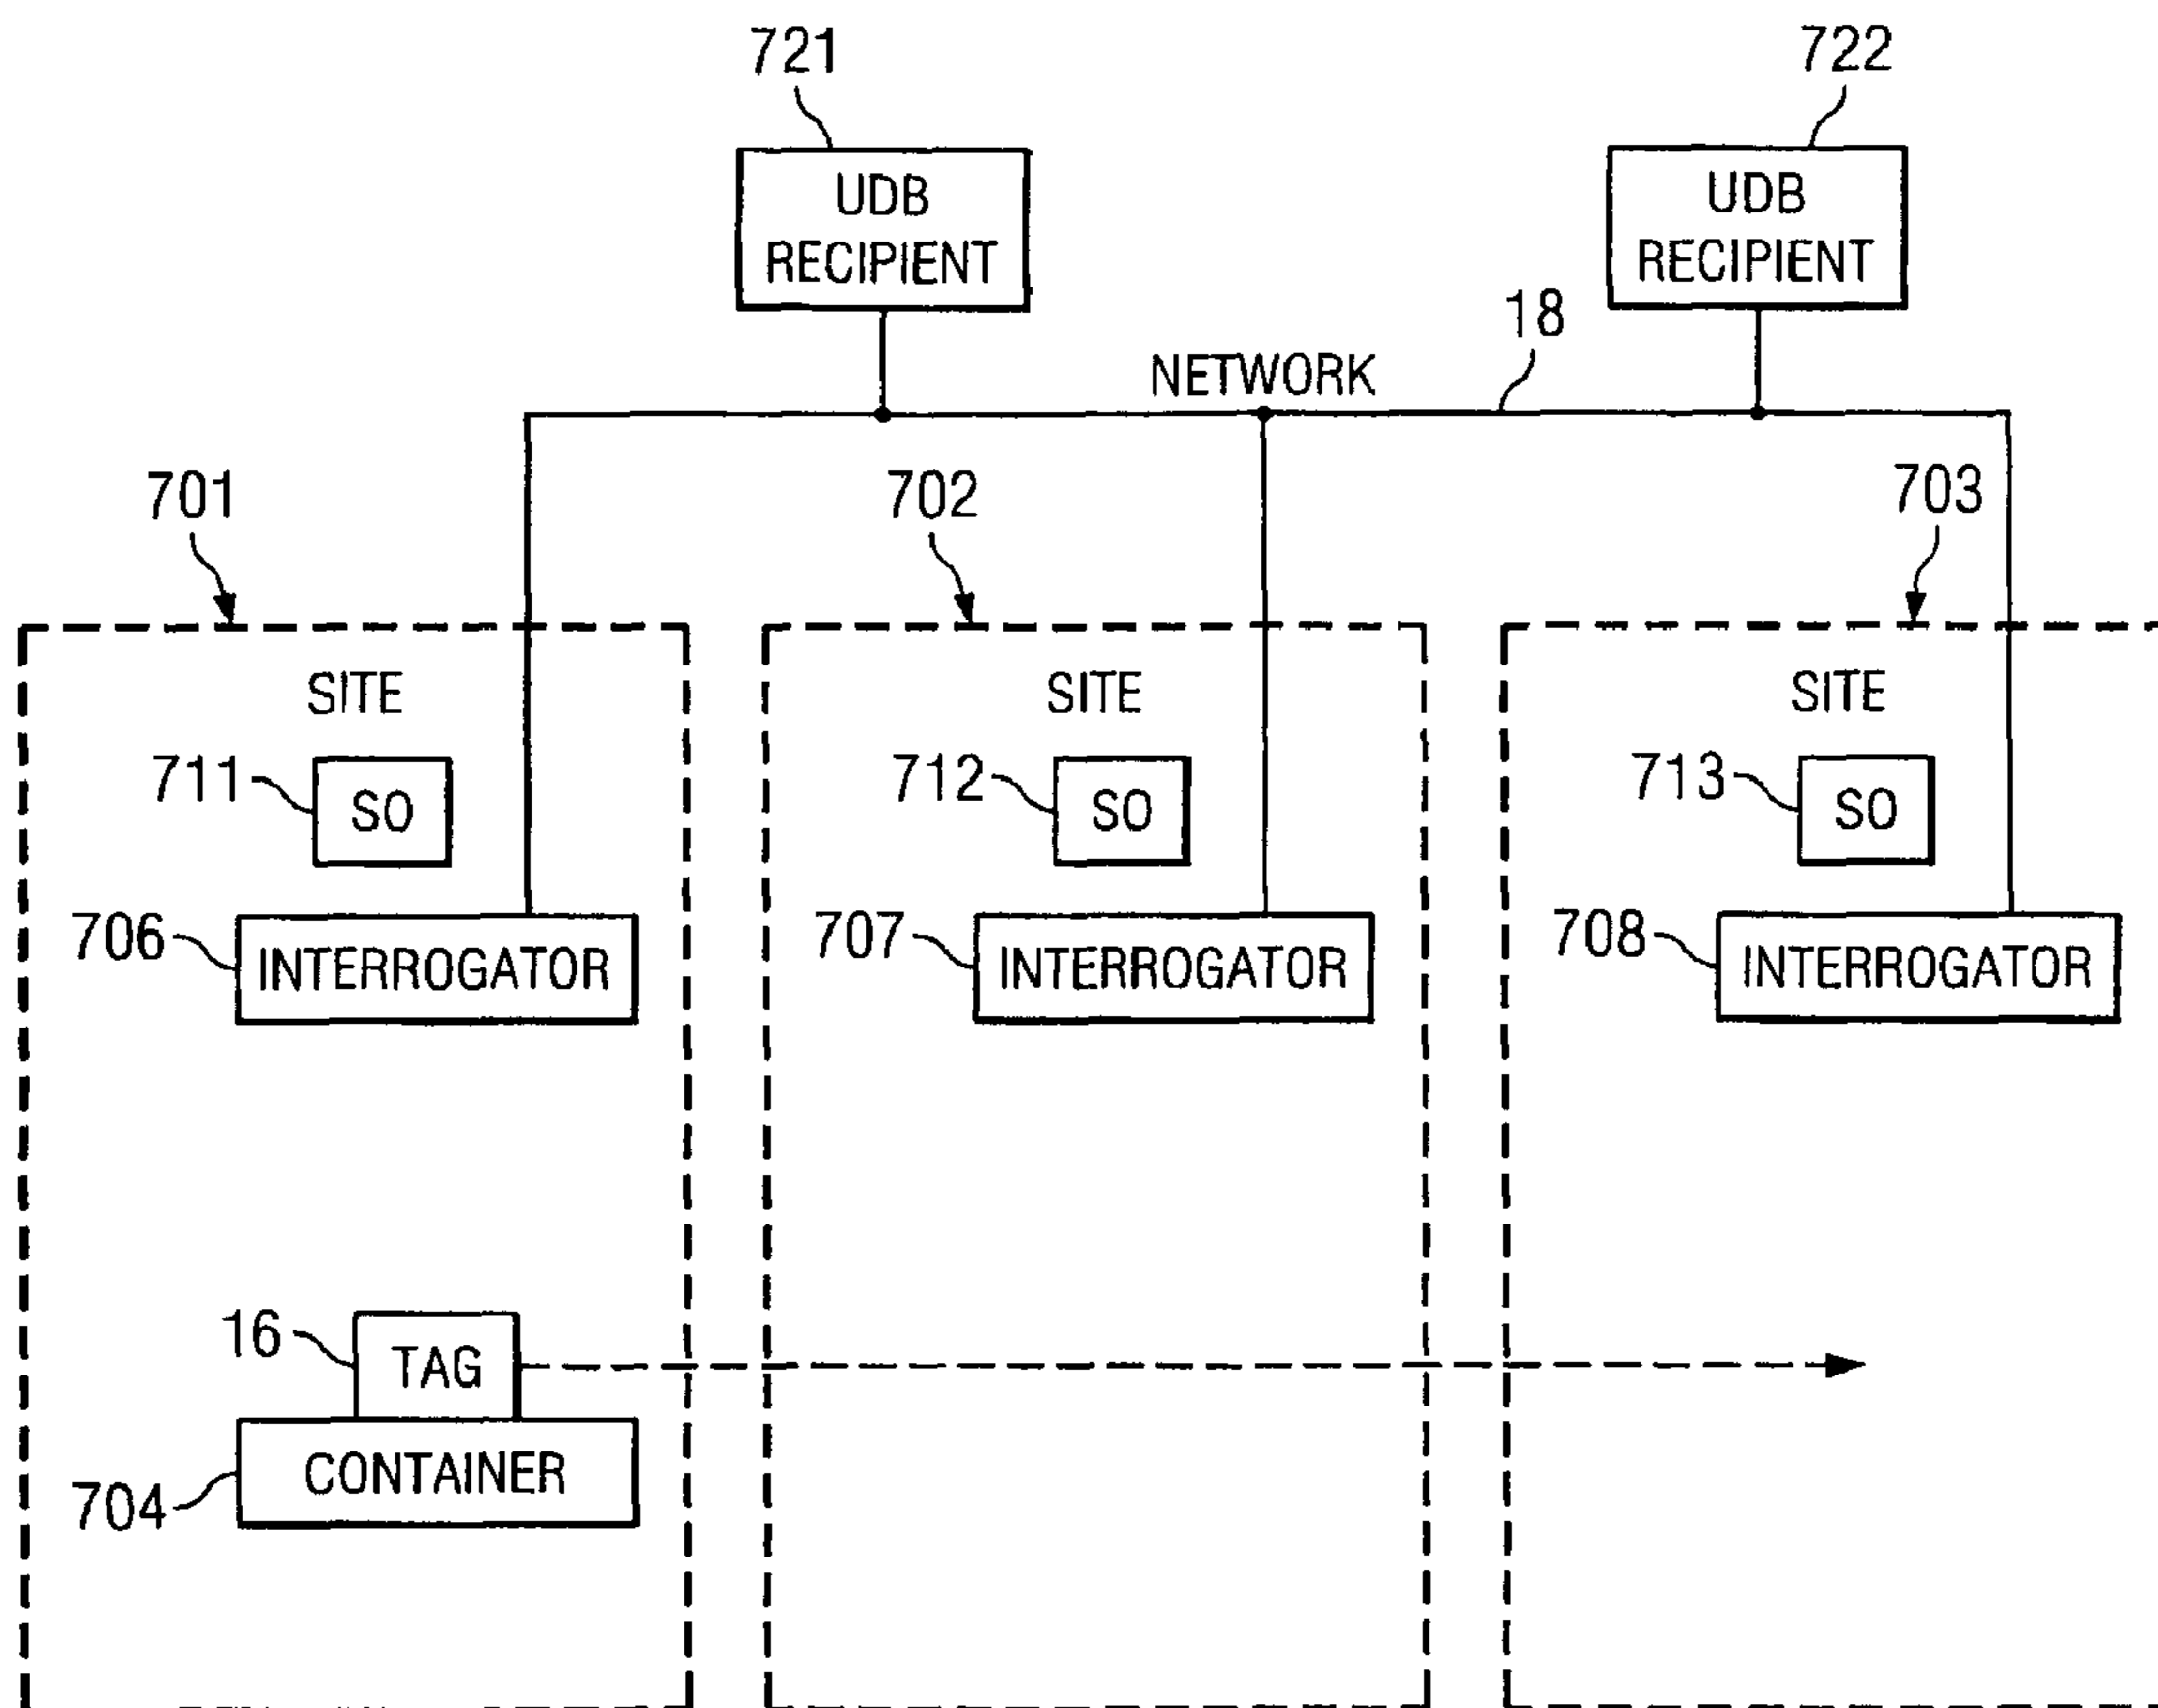 721
722
UDB
RECIPIENT
UDB
RECIPIENT
18
NETWORK
701
702
703
SITE
SITE
SITE
711
SO
712
SO
713
SO
706
INTERROGATOR
707
INTERROGATOR
708
INTERROGATOR
16
TAG
CONTAINER
704